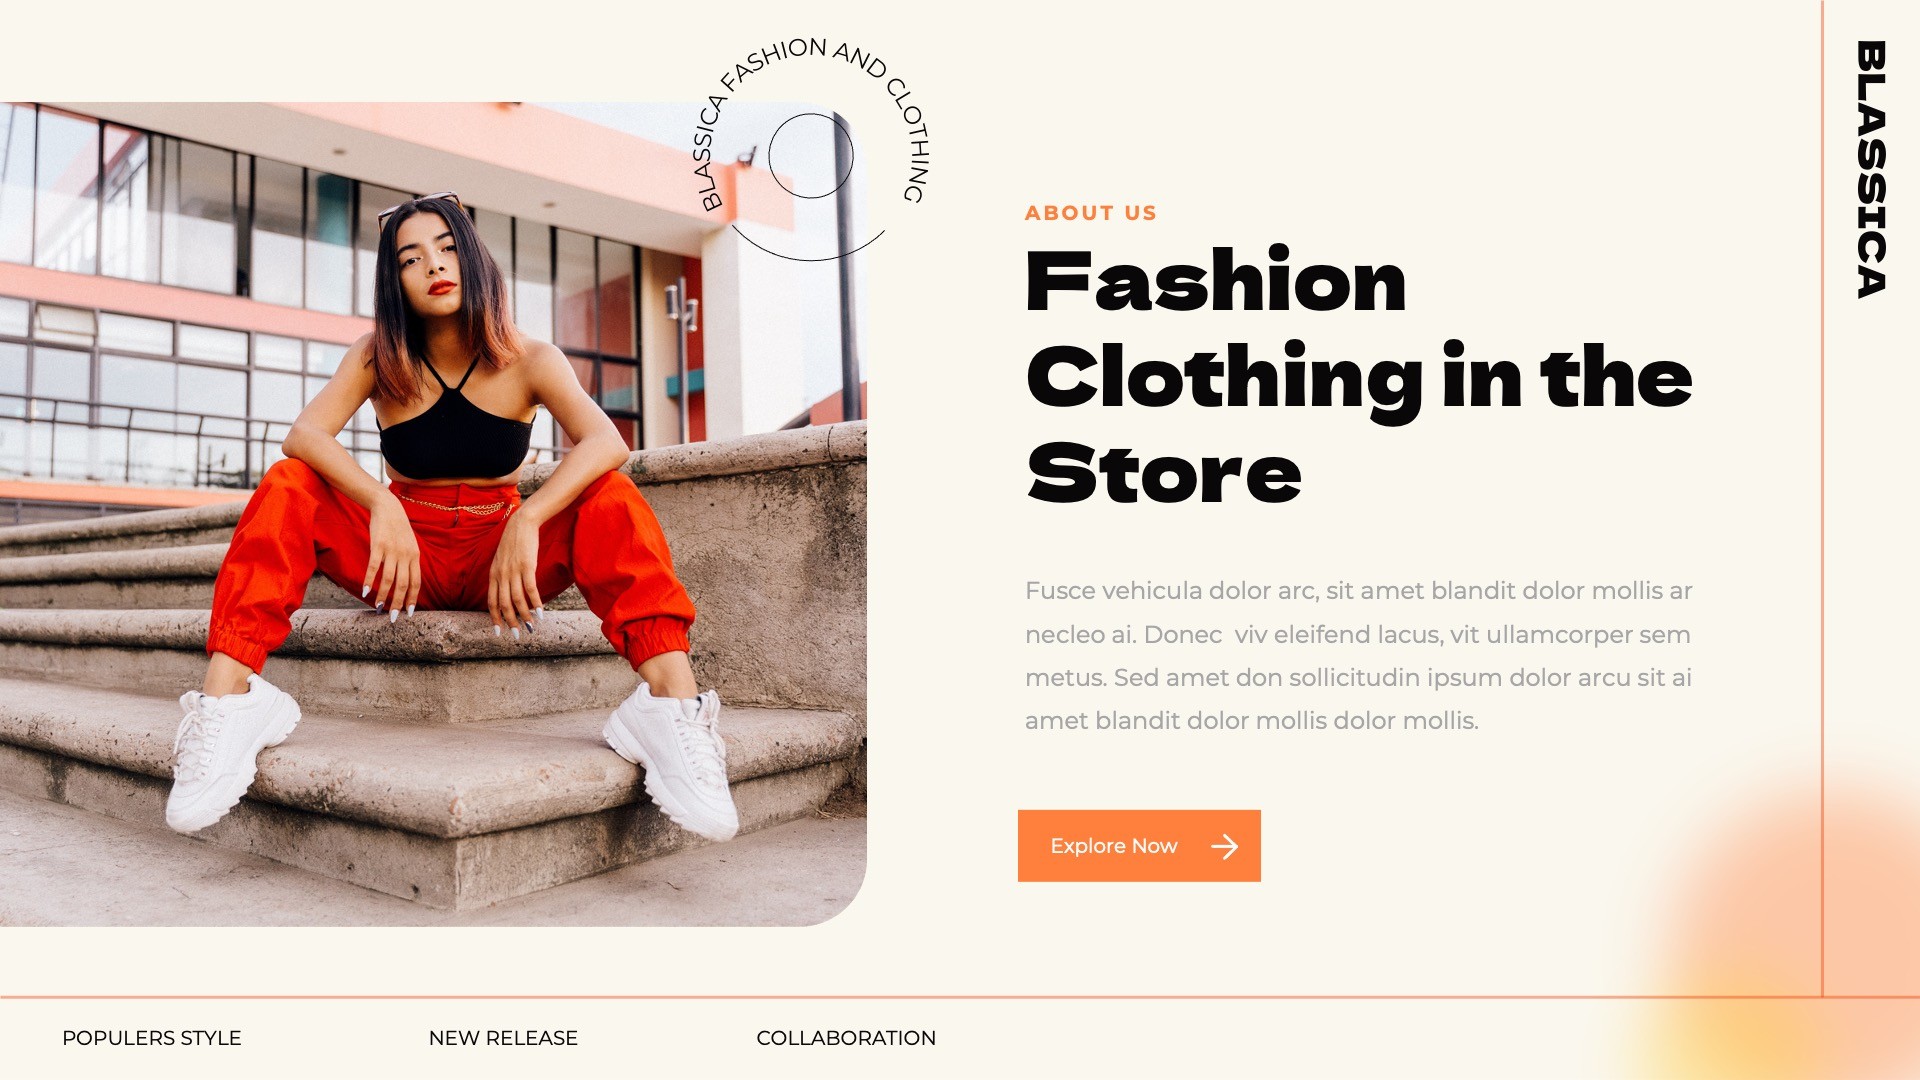 BLASSICA FASHION AND CLOTHING
BLASSICA
ABOUT US
Fashion
Clothing in the
Store
Fusce vehicula dolor arc, sit amet blandit dolor mollis ar
necleo ai. Donec  viv eleifend lacus, vit ullamcorper sem
metus. Sed amet don sollicitudin ipsum dolor arcu sit ai
amet blandit dolor mollis dolor mollis.
Explore Now
POPULERS STYLE
NEW RELEASE
COLLABORATION